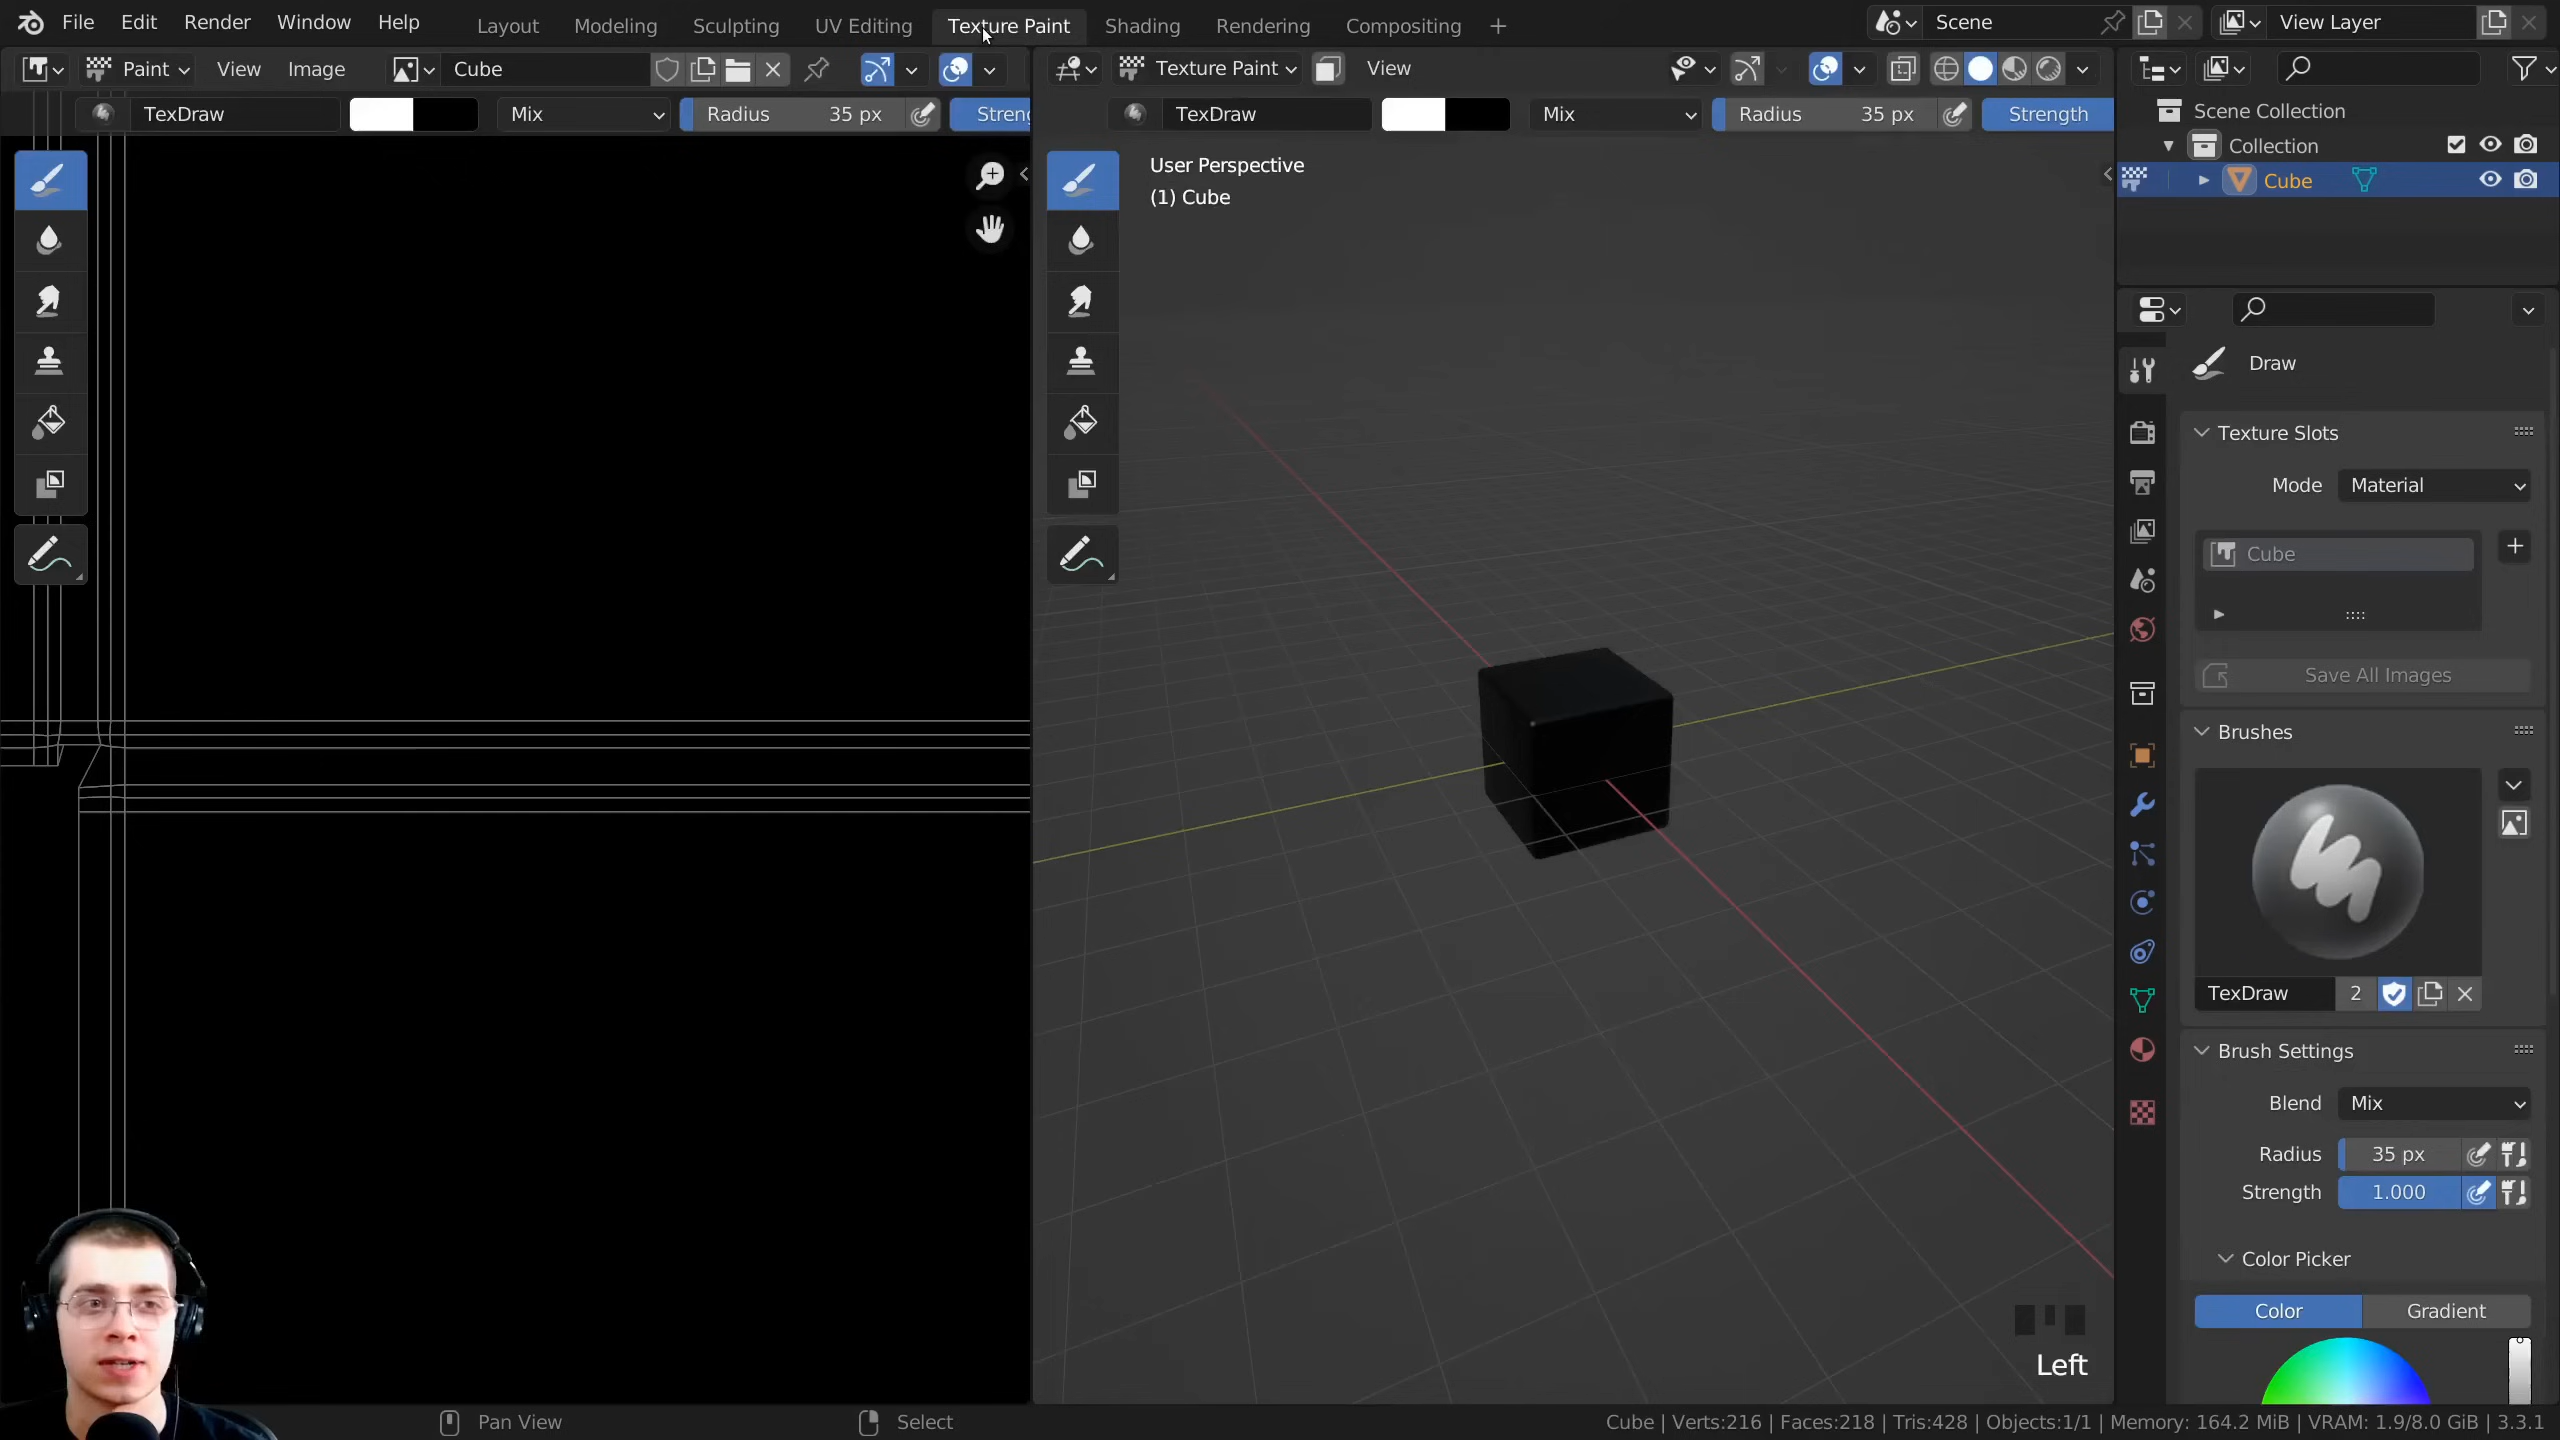 File Edit Render Window Help Layout Modeling Sculpting UV Editing Texture Paint Shading Rendering Compositing + Scene View Layer
Paint View Image Cube Texture Paint View
TexDraw Mix Radius 35 px Streng TexDraw Mix Radius 35 px Strength
User Perspective
(1) Cube
Scene Collection
Collection
Cube
Draw
Texture Slots
Mode Material
Cube
Save All Images
Brushes
TexDraw 2
Brush Settings
Blend Mix
Radius 35 px
Strength 1.000
Color Picker
Color Gradient
Left
Pan View Select Cube | Verts:216 | Faces:218 | Tris:428 | Objects:1/1 | Memory: 164.2 MiB | VRAM: 1.9/8.0 GiB | 3.3.1